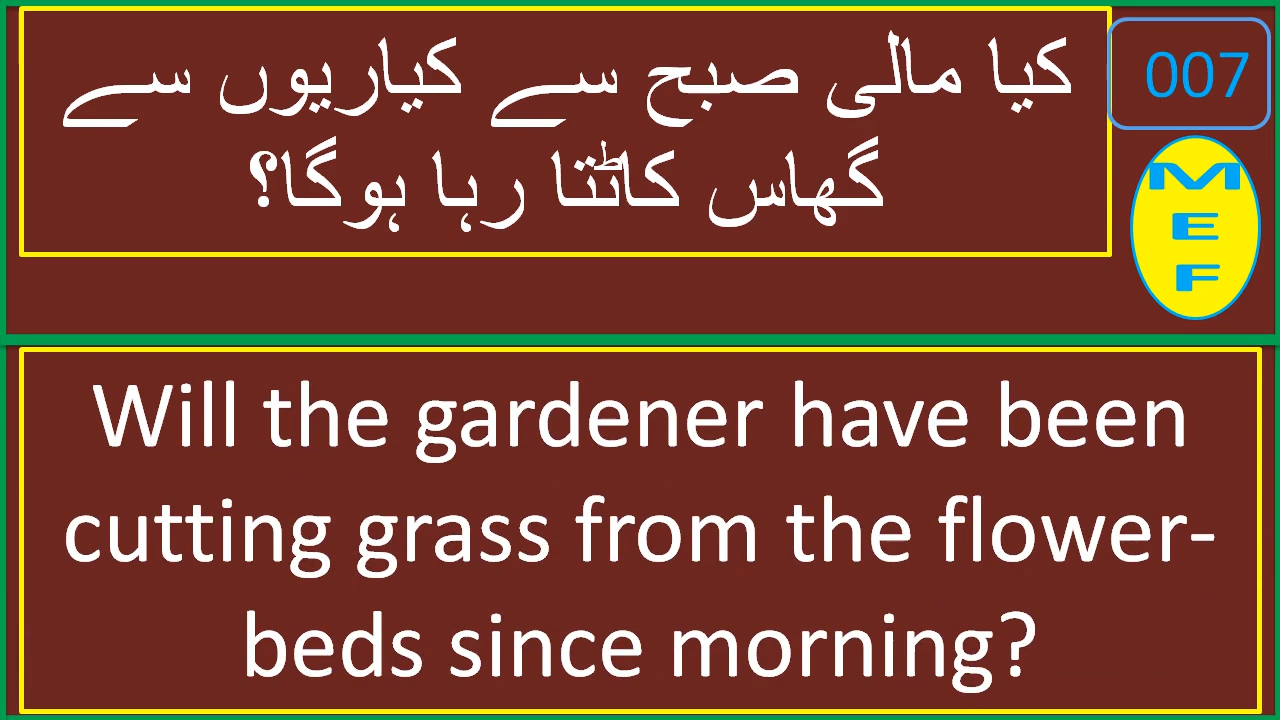 کیا مالی صبح سے کیاریوں سے
گھاس کاٹتا رہا ہوگا؟
007
M
E
F
Will the gardener have been
cutting grass from the flower-
beds since morning?